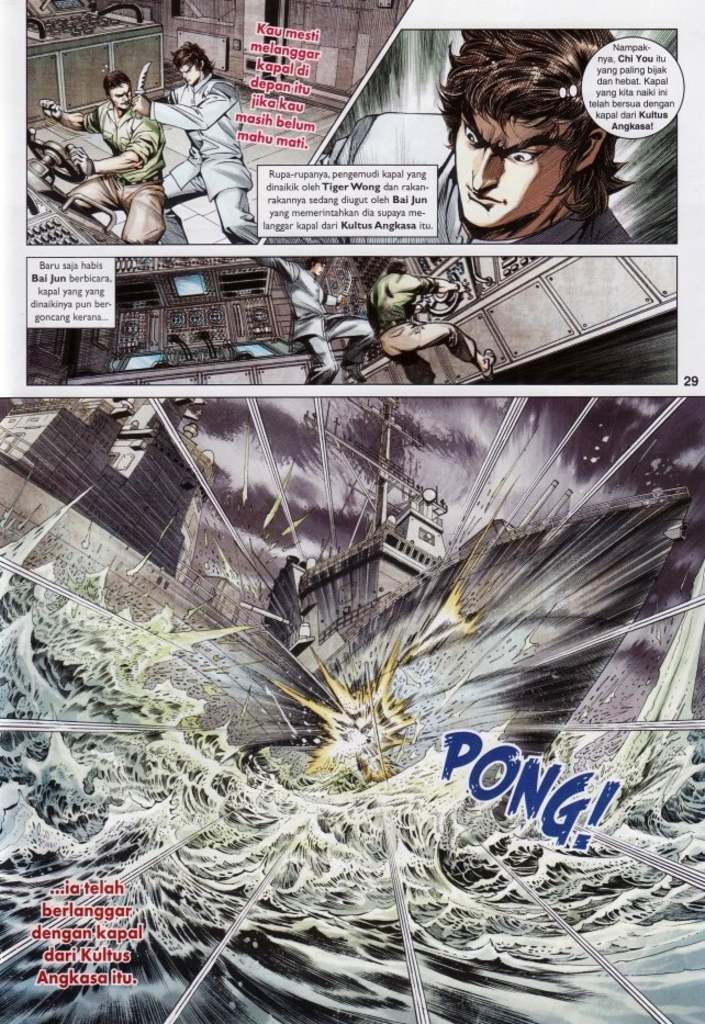 Kau mesti
melanggar
kapal di
depan itu
jika kau
masih belum
mahu mati.
Nampak-
nya, Chi You itu
yang paling bijak
dan hebat. Kapal
yang kita naiki ini
telah bersua dengan
kapal dari Kultus
Angkasa!
Rupa-rupanya, pengemudi kapal yang
dinaiki oleh Tiger Wong dan rakan-
rakannya sedang diugut oleh Bai Jun
yang memerintahkan dia supaya me-
langgar kapal dari Kultus Angkasa itu.
Baru saja habis
Bai Jun berbicara,
kapal yang yang
dinaikinya pun ber-
goncang kerana...
29
PONG!
...ia telah
berlanggar
dengan kapal
dari Kultus
Angkasa itu.